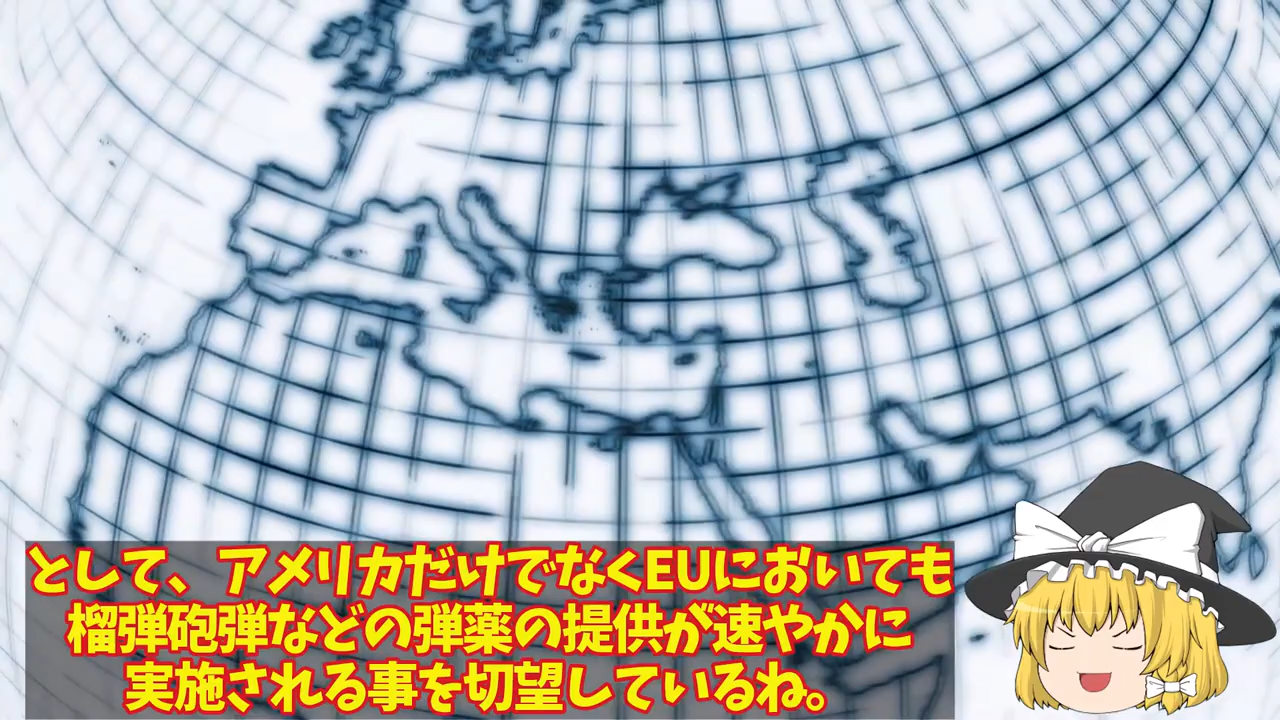 として、アメリカだけでなくEUにおいても
榴弾砲弾などの弾薬の提供が速やかに
実施される事を切望しているね。